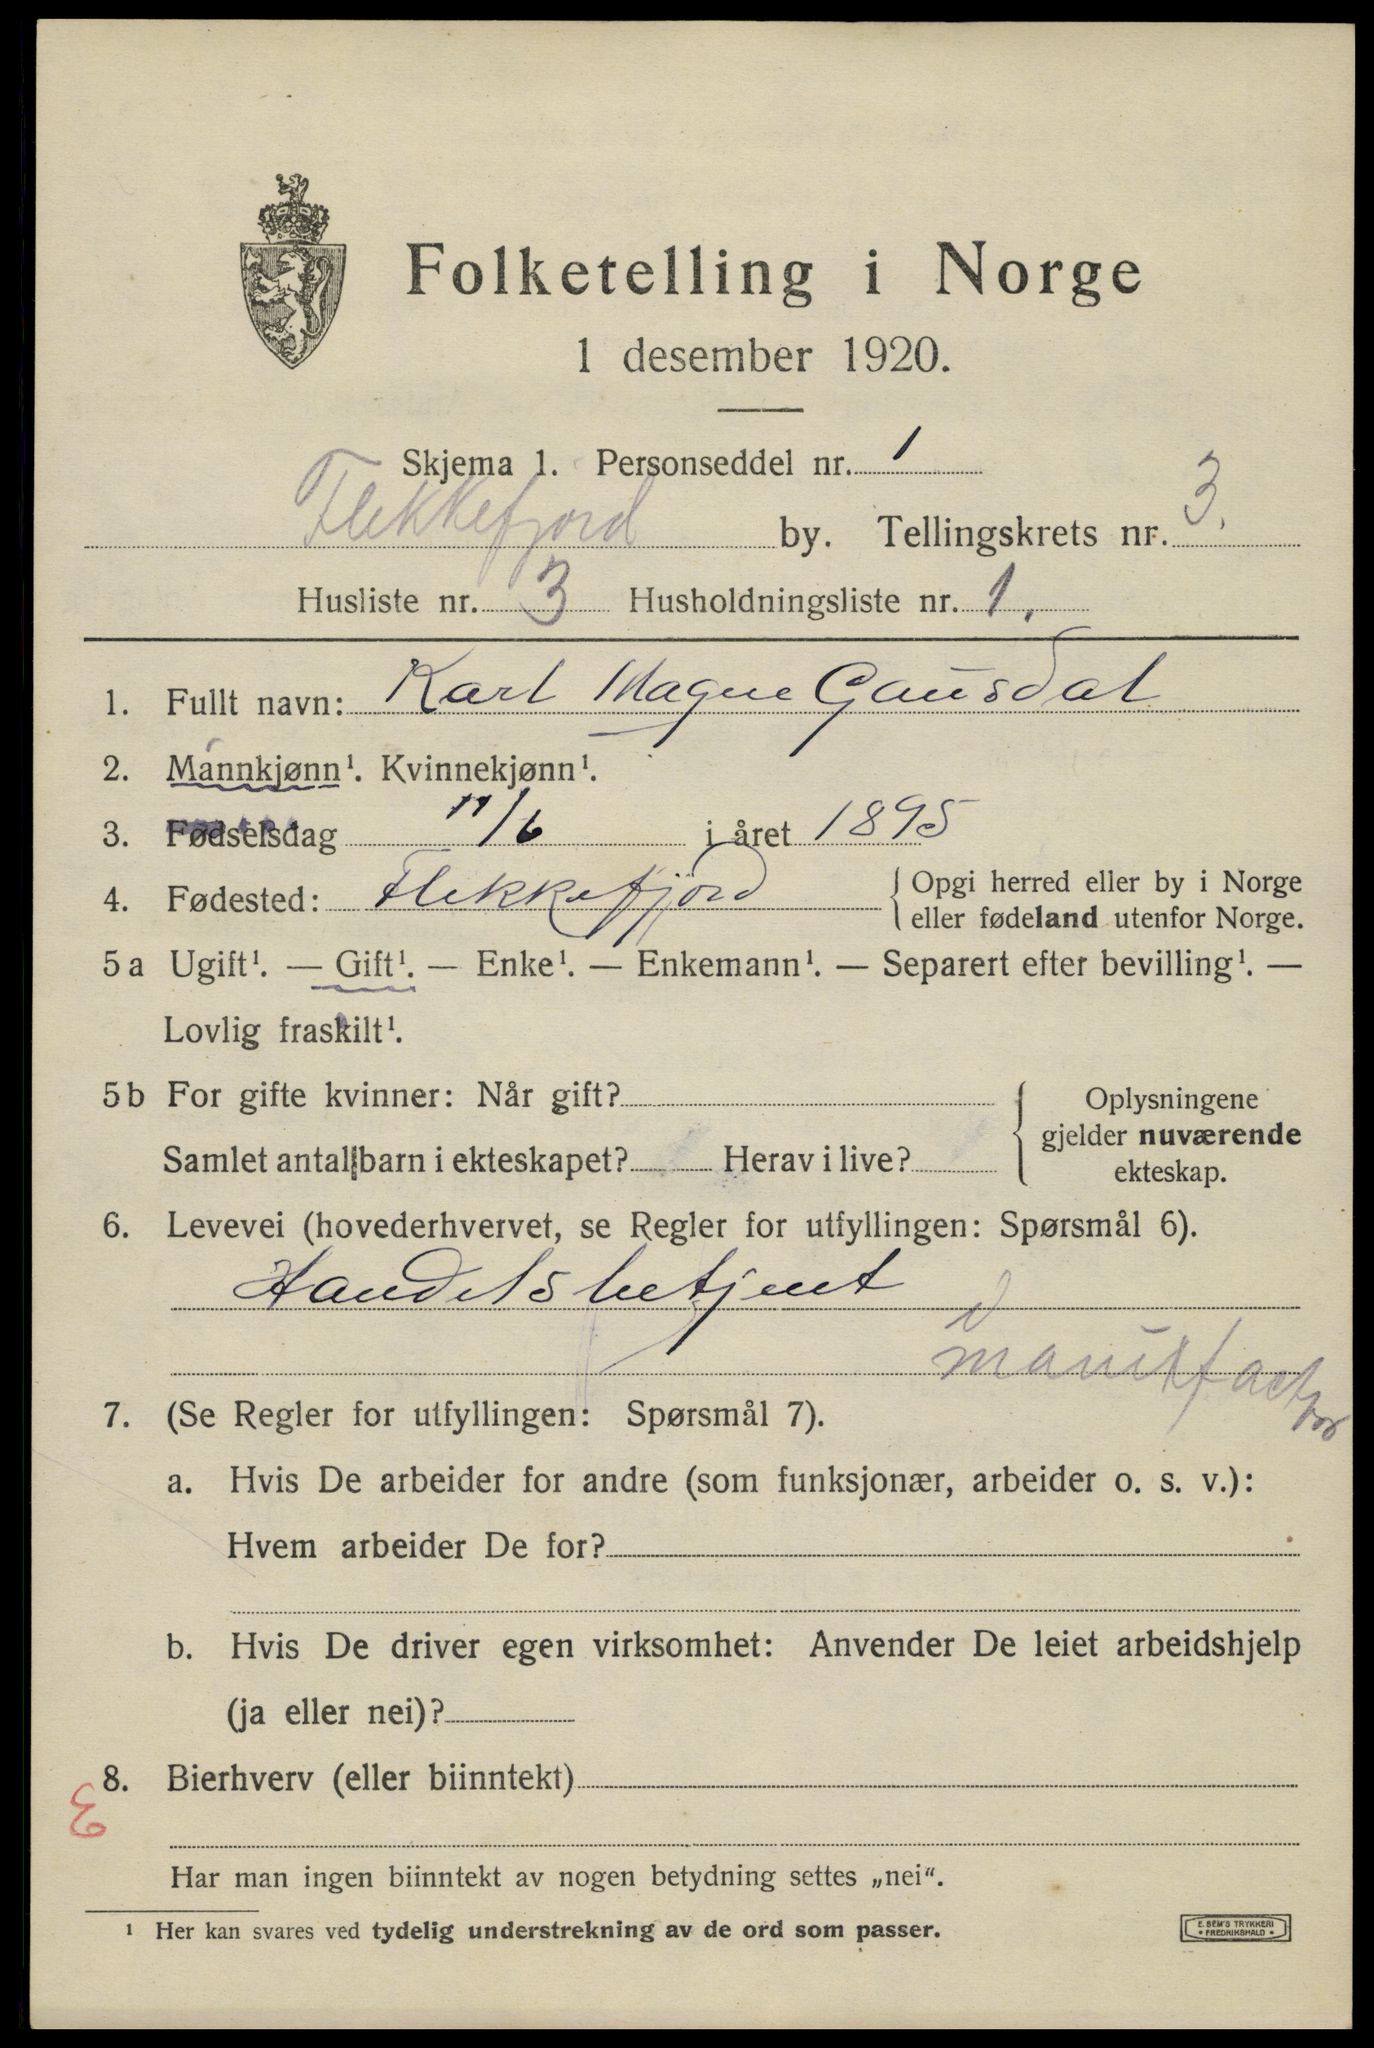 Folketelling i Norge
1 desember 1920.
Skjema 1. Personseddel nr. 1
Flekkefjord by. Tellingskrets nr. 3.
Husliste nr. 3 Husholdningsliste nr. 1.
1. Fullt navn: Karl Magne Gausdal
2. Mannkjønn¹. Kvinnekjønn¹.
3. Fødselsdag 11/6 i året 1895
4. Fødested: Flekkefjord { Opgi herred eller by i Norge
eller fødeland utenfor Norge.
5a Ugift¹. — Gift¹. — Enke¹. — Enkemann¹. — Separert efter bevilling¹. —
Lovlig fraskilt¹.
5b For gifte kvinner: Når gift? { Oplysningene
gjelder nuværende
ekteskap.
Samlet antal barn i ekteskapet? Herav i live?
6. Levevei (hovederhvervet, se Regler for utfyllingen: Spørsmål 6).
Handelsbetjent
i
7. (Se Regler for utfyllingen: Spørsmål 7).
a. Hvis De arbeider for andre (som funksjonær, arbeider o. s. v.):
Hvem arbeider De for?
b. Hvis De driver egen virksomhet: Anvender De leiet arbeidshjelp
(ja eller nei)?
8. Bierhverv (eller biinntekt)
Har man ingen biinntekt av nogen betydning settes „nei“.
¹ Her kan svares ved tydelig understrekning av de ord som passer.
E. SEM'S TRYKKERI
FREDRIKSHALD